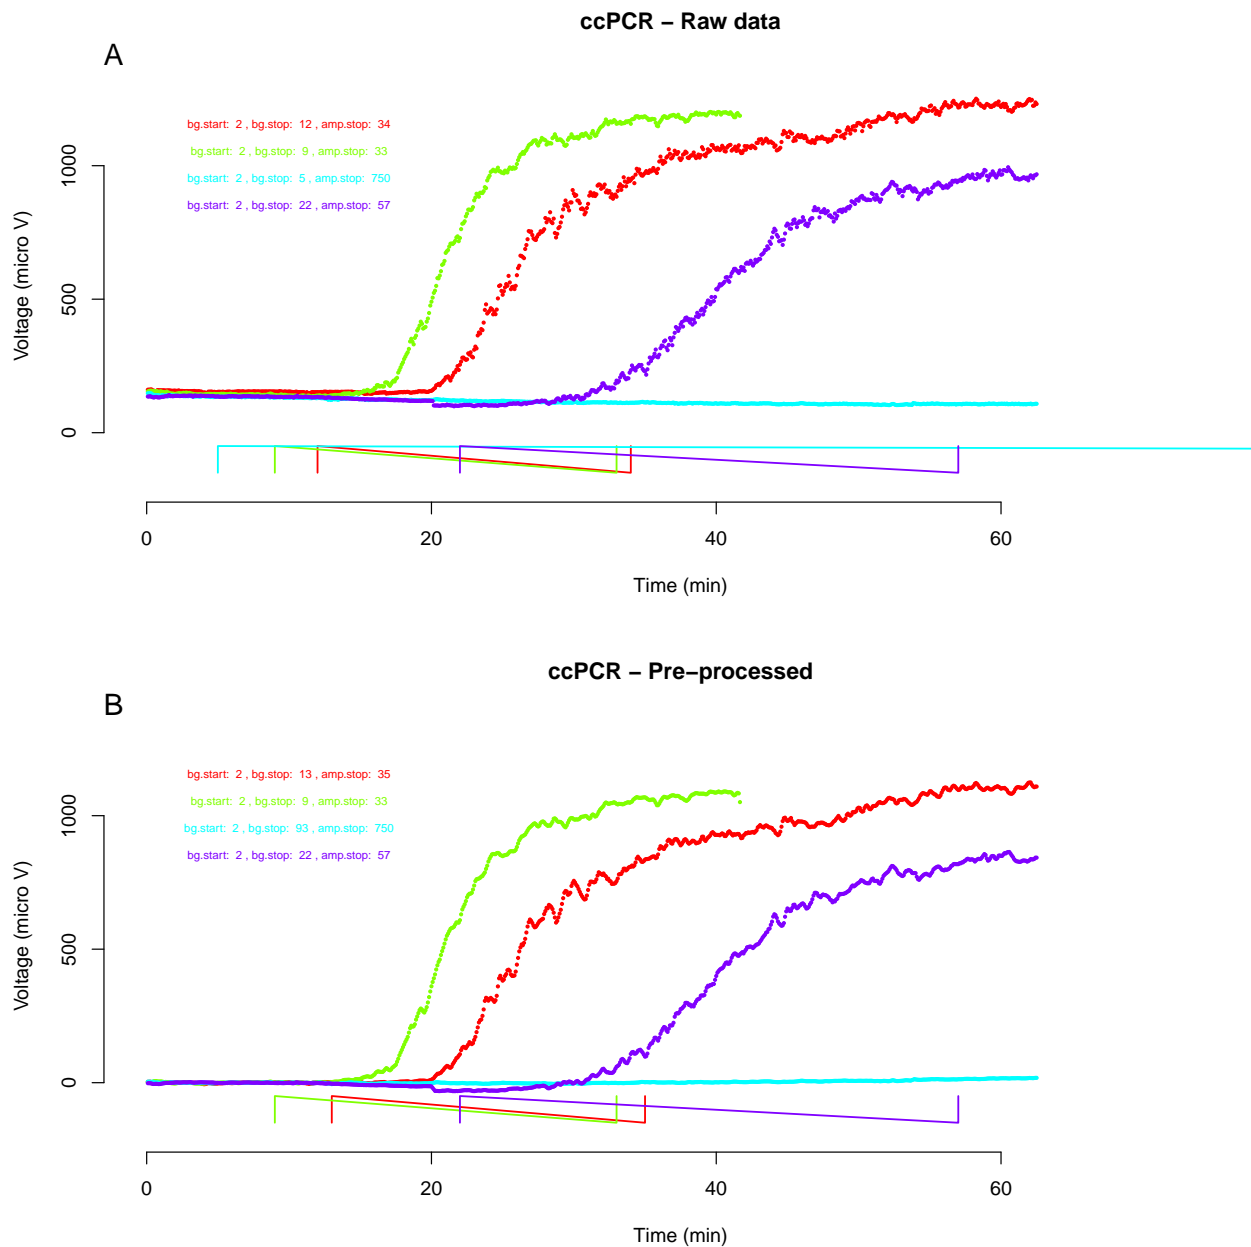 ccPCR − Raw data
A
bg.start: 2 , bg.stop: 12 , amp.stop: 34
bg.start: 2 , bg.stop: 9 , amp.stop: 33
bg.start: 2 , bg.stop: 5 , amp.stop: 750
bg.start: 2 , bg.stop: 22 , amp.stop: 57
Voltage (micro V)
1000
500
0
0 20 40 60
Time (min)
ccPCR − Pre−processed
B
bg.start: 2 , bg.stop: 13 , amp.stop: 35
bg.start: 2 , bg.stop: 9 , amp.stop: 33
bg.start: 2 , bg.stop: 93 , amp.stop: 750
bg.start: 2 , bg.stop: 22 , amp.stop: 57
Voltage (micro V)
1000
500
0
0 20 40 60
Time (min)